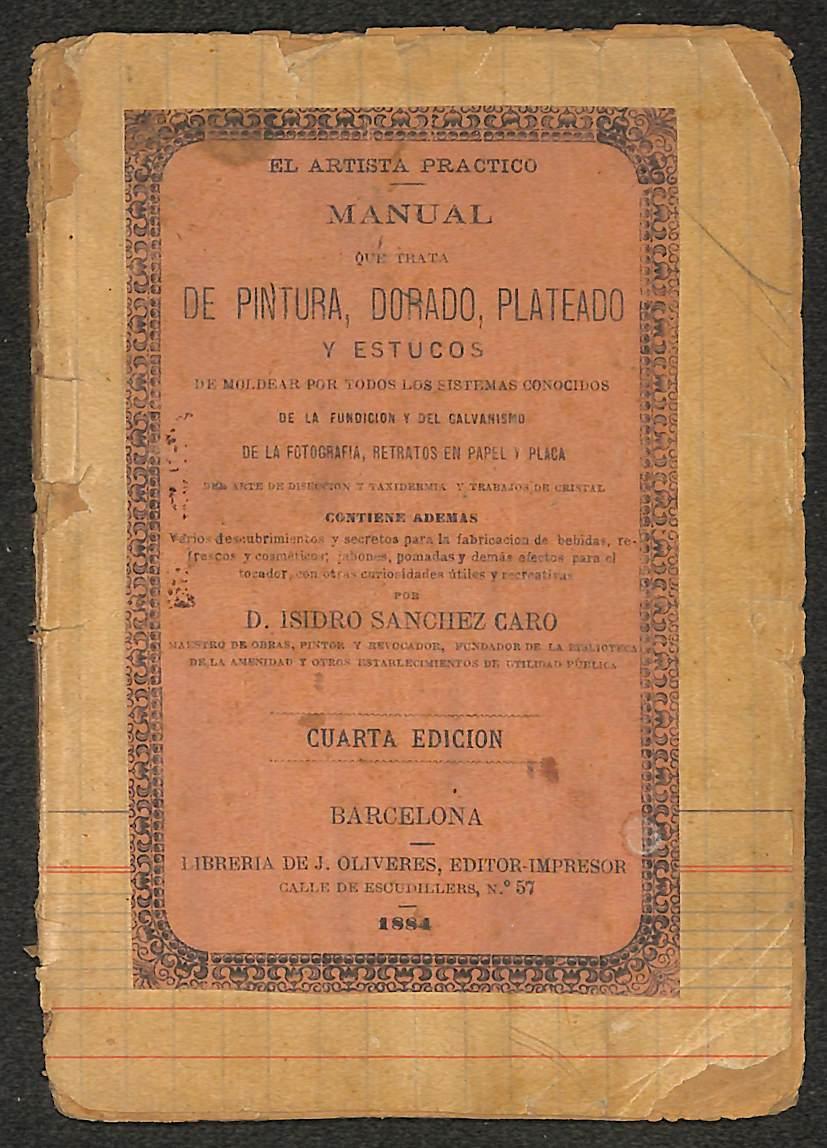 EL ARTISTA PRACTICO
MANUAL
QUE TRATA
DE PINTURA, DORADO, PLATEADO
Y ESTUCOS
DE MOLDEAR POR TODOS LOS SISTEMAS CONOCIDOS
DE LA FUNDICION Y DEL GALVANISMO
DE LA FOTOGRAFIA, RETRATOS EN PAPEL Y PLACA
DEL ARTE DE DISECCION Y TAXIDERMIA Y TRABAJOS DE CRISTAL
CONTIENE ADEMAS
Varios descubrimientos y secretos para la fabricacion de bebidas, re-
frescos y cosméticos; jabones, pomadas y demás efectos para el
tocador, con otras curiosidades útiles y recreativas
POR
D. ISIDRO SANCHEZ CARO
MAESTRO DE OBRAS, PINTOR Y REVOCADOR, FUNDADOR DE LA BIBLIOTECA
DE LA AMENIDAD Y OTROS ESTABLECIMIENTOS DE UTILIDAD PÚBLICA
CUARTA EDICION
BARCELONA
LIBRERIA DE J. OLIVERES, EDITOR-IMPRESOR
CALLE DE ESCUDILLERS, N.º 57
1884